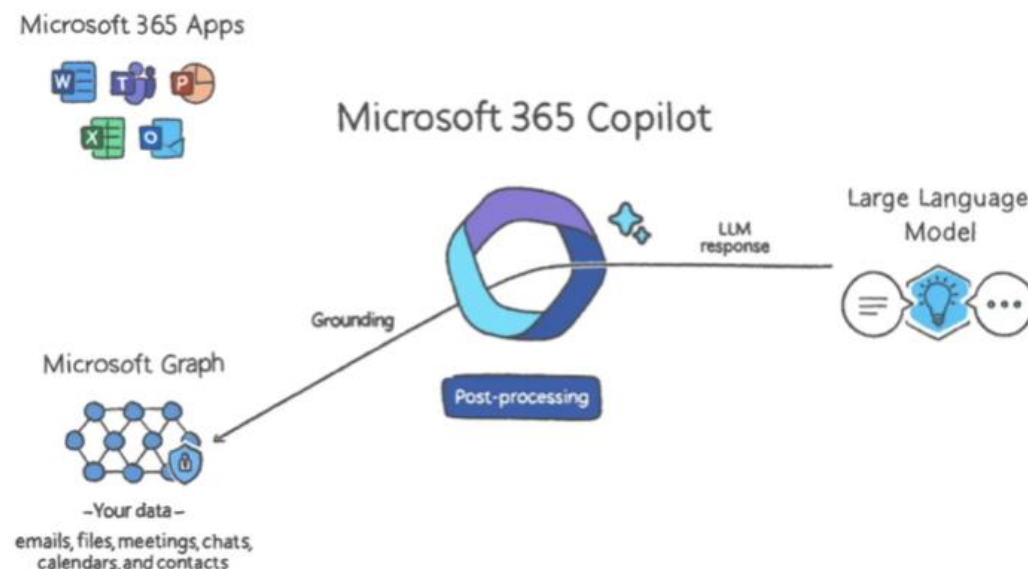 Microsoft 365 Apps
W
T
P
X
O
Microsoft 365 Copilot
Large Language
Model
LLM
response
Grounding
Microsoft Graph
Post-processing
-Your data-
emails, files, meetings, chats,
calendars, and contacts